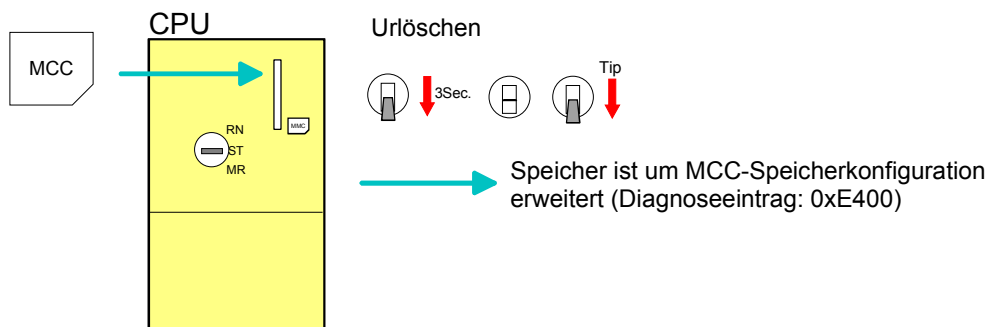 CPU
Urlöschen
MCC
Tip
3Sec.
MMC
RN
ST
MR
Speicher ist um MCC-Speicherkonfiguration
erweitert (Diagnoseeintrag: 0xE400)